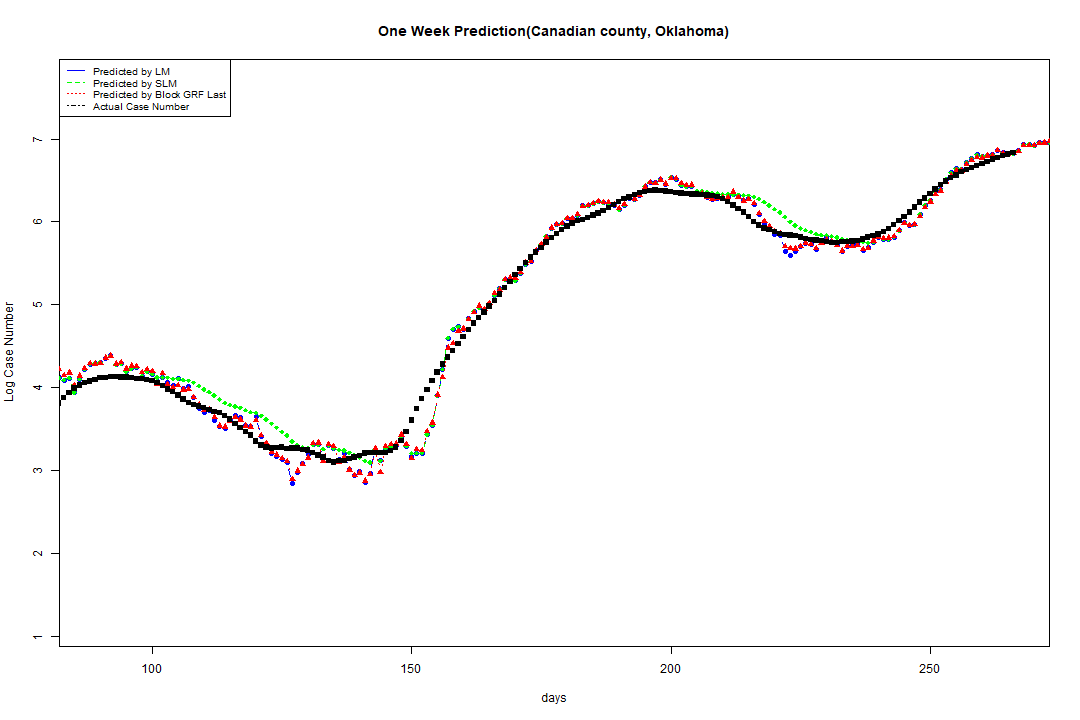 One Week Prediction(Canadian county, Oklahoma)
Predicted by LM
Predicted by SLM
Predicted by Block GRF Last
Actual Case Number
7
6
5
4
3
2
1
Log Case Number
100 150 200 250
days